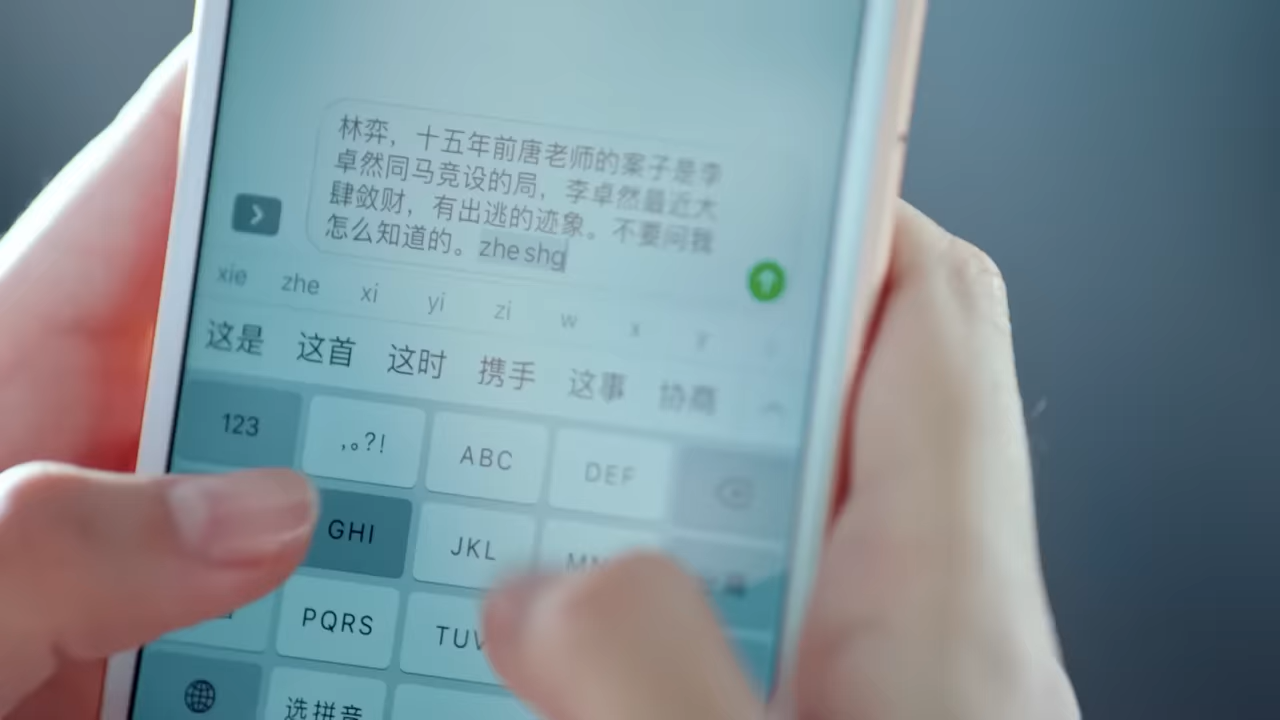 林弈，十五年前唐老师的案子是李
卓然同马竞设的局，李卓然最近大
肆敛财，有出逃的迹象。不要问我
怎么知道的。zhe shg
xie zhe xi yi zi w x y
这是 这首 这时 携手 这事 协商
123 ,。?! ABC DEF
GHI JKL
PQRS TUV
选拼音